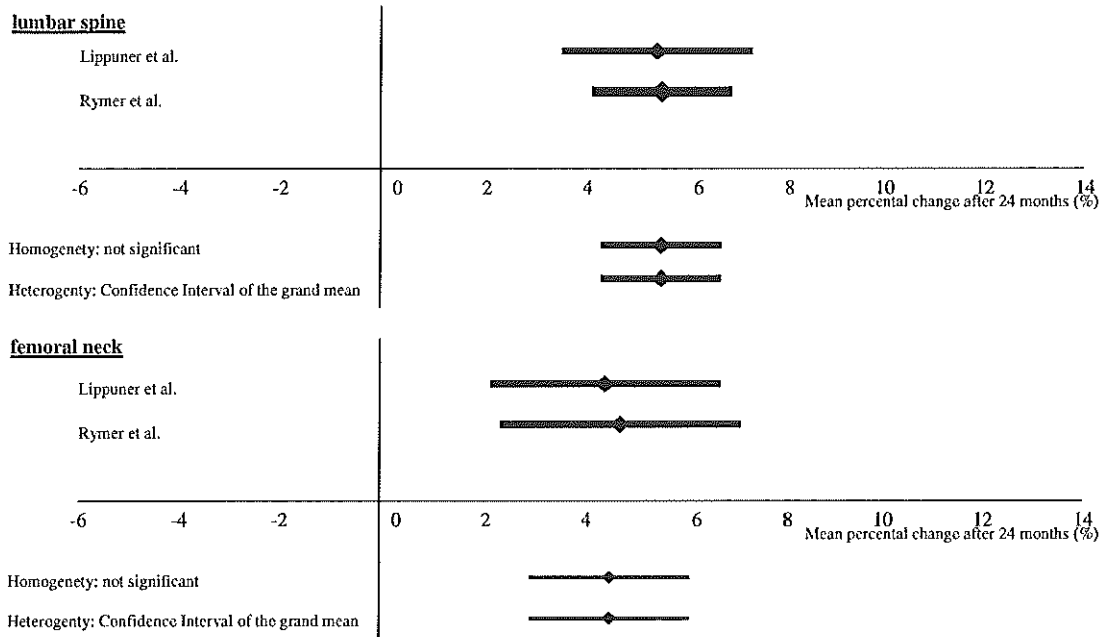 lumbar spine
Lippuner et al.
Rymer et al.
-6 -4 -2 0 2 4 6 8 10 12 14
Mean percental change after 24 months (%)
Homogenety: not significant
Heterogenty: Confidence Interval of the grand mean
femoral neck
Lippuner et al.
Rymer et al.
-6 -4 -2 0 2 4 6 8 10 12 14
Mean percental change after 24 months (%)
Homogenety: not significant
Heterogenty: Confidence Interval of the grand mean